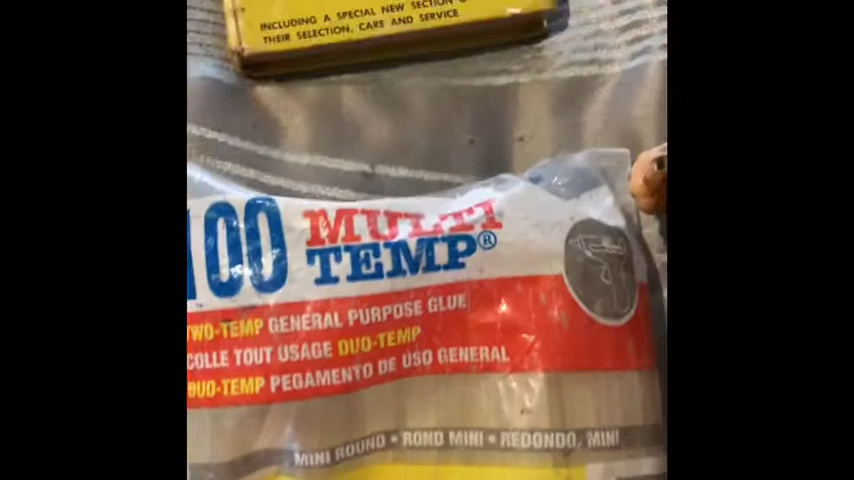 INCLUDING A SPECIAL NEW SECTION
THEIR SELECTION, CARE AND SERVICE
100 MULTI
TEMP®
TWO-TEMP GENERAL PURPOSE GLUE
COLLE TOUT USAGE DUO-TEMP
DUO-TEMP PEGAMENTO DE USO GENERAL
MINI ROUND • ROND MINI • REDONDO, MINI